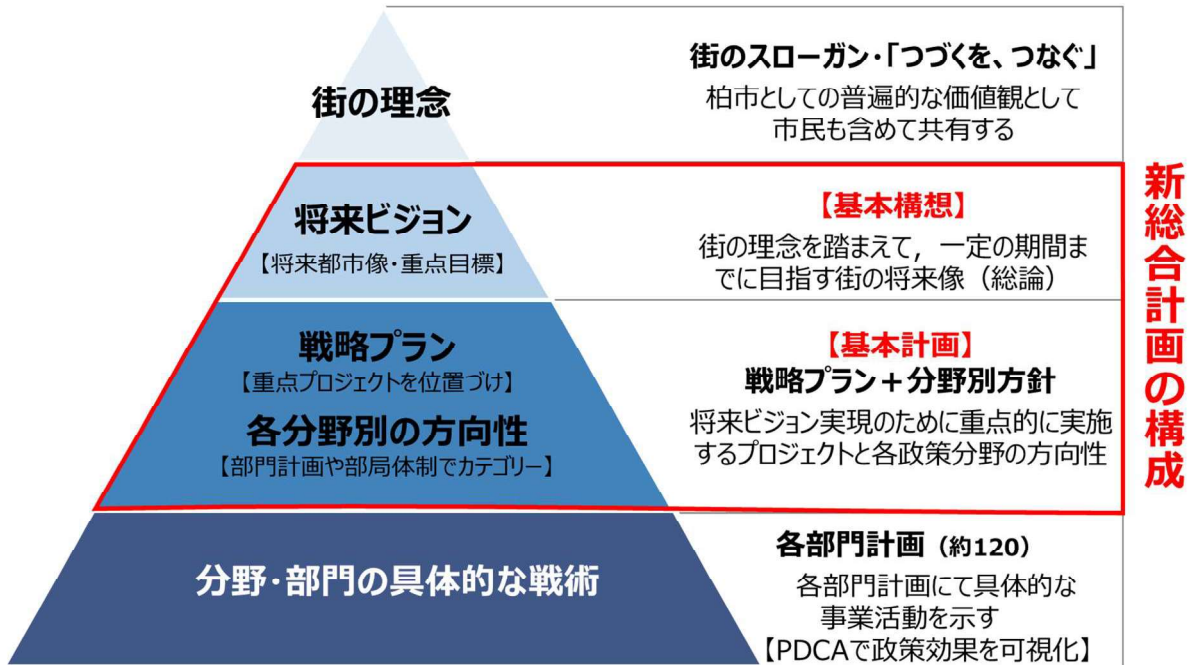 街の理念
街のスローガン・「つづくを、つなぐ」
柏市としての普遍的な価値観として
市民も含めて共有する
将来ビジョン
【将来都市像・重点目標】
【基本構想】
街の理念を踏まえて，一定の期間ま
でに目指す街の将来像（総論）
戦略プラン
【重点プロジェクトを位置づけ】
各分野別の方向性
【部門計画や部局体制でカテゴリー】
【基本計画】
戦略プラン＋分野別方針
将来ビジョン実現のために重点的に実施
するプロジェクトと各政策分野の方向性
分野・部門の具体的な戦術
各部門計画（約120）
各部門計画にて具体的な
事業活動を示す
【PDCAで政策効果を可視化】
新総合計画の構成